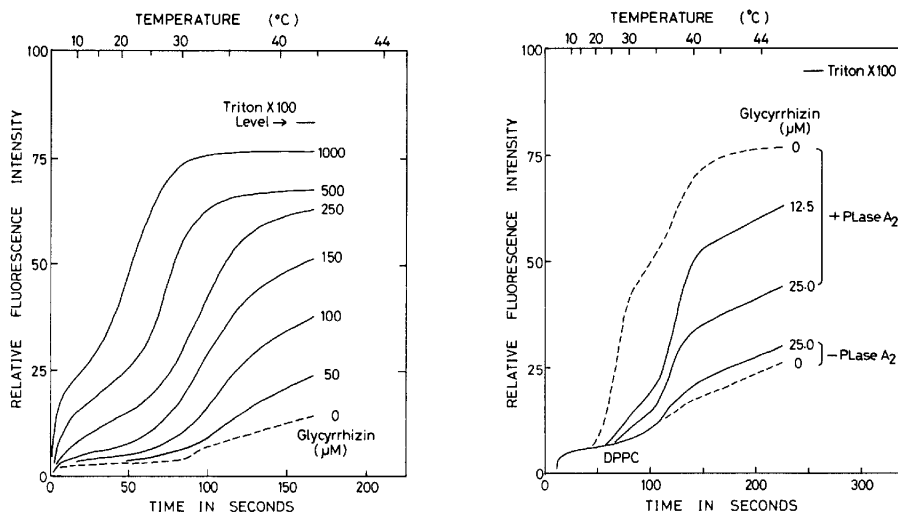 TEMPERATURE (°C)
10 20 30 40 44
100
75
50
25
0
RELATIVE FLUORESCENCE INTENSITY
Triton X100
Level →
1000
500
250
150
100
50
0
Glycyrrhizin
(μM)
0 50 100 150 200
TIME IN SECONDS
TEMPERATURE (°C)
10 20 30 40 44
100
75
50
25
0
RELATIVE FLUORESCENCE INTENSITY
Triton X100
Glycyrrhizin
(μM)
0
12.5
+ PLase A2
25.0
25.0
- PLase A2
0
DPPC
0 100 200 300
TIME IN SECONDS